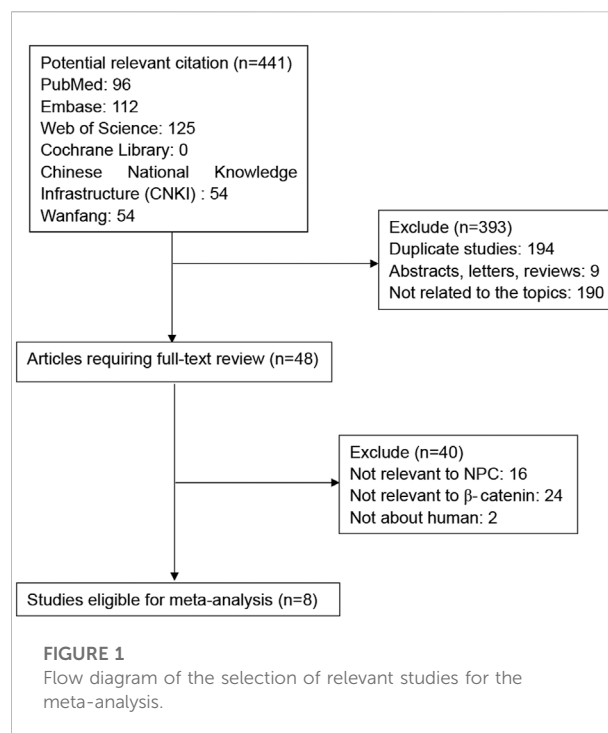 Potential relevant citation (n=441)
PubMed: 96
Embase: 112
Web of Science: 125
Cochrane Library: 0
Chinese National Knowledge
Infrastructure (CNKI) : 54
Wanfang: 54
Exclude (n=393)
Duplicate studies: 194
Abstracts, letters, reviews: 9
Not related to the topics: 190
Articles requiring full-text review (n=48)
Exclude (n=40)
Not relevant to NPC: 16
Not relevant to β-catenin: 24
Not about human: 2
Studies eligible for meta-analysis (n=8)
FIGURE 1
Flow diagram of the selection of relevant studies for the
meta-analysis.